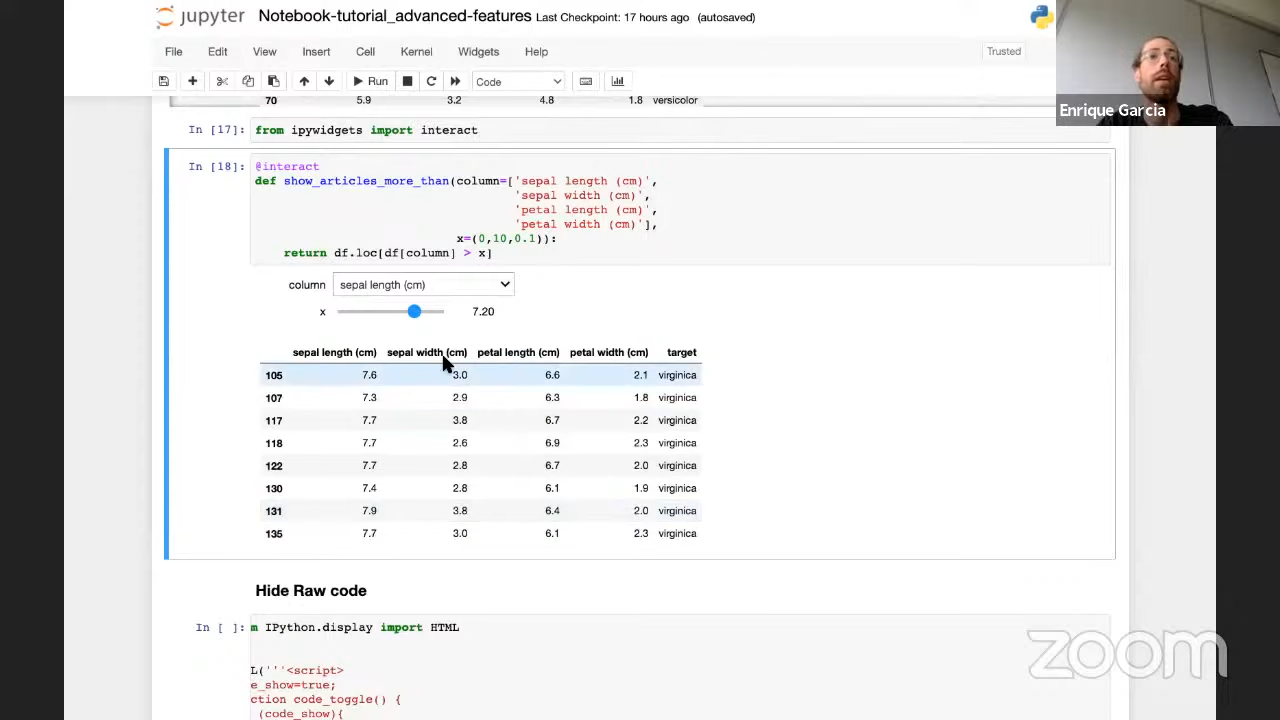 jupyter Notebook-tutorial_advanced-features Last Checkpoint: 17 hours ago (autosaved)
File Edit View Insert Cell Kernel Widgets Help Trusted
Run Code
Enrique Garcia
70 5.9 3.2 4.8 1.8 versicolor
In [17]: from ipywidgets import interact
In [18]: @interact
def show_articles_more_than(column=['sepal length (cm)',
'sepal width (cm)',
'petal length (cm)',
'petal width (cm)'],
x=(0,10,0.1)):
return df.loc[df[column] > x]
column sepal length (cm)
x 7.20
sepal length (cm) sepal width (cm) petal length (cm) petal width (cm) target
105 7.6 3.0 6.6 2.1 virginica
107 7.3 2.9 6.3 1.8 virginica
117 7.7 3.8 6.7 2.2 virginica
118 7.7 2.6 6.9 2.3 virginica
122 7.7 2.8 6.7 2.0 virginica
130 7.4 2.8 6.1 1.9 virginica
131 7.9 3.8 6.4 2.0 virginica
135 7.7 3.0 6.1 2.3 virginica
Hide Raw code
In [ ]: m IPython.display import HTML
L('''<script>
e_show=true;
ction code_toggle() {
(code_show){
zoom